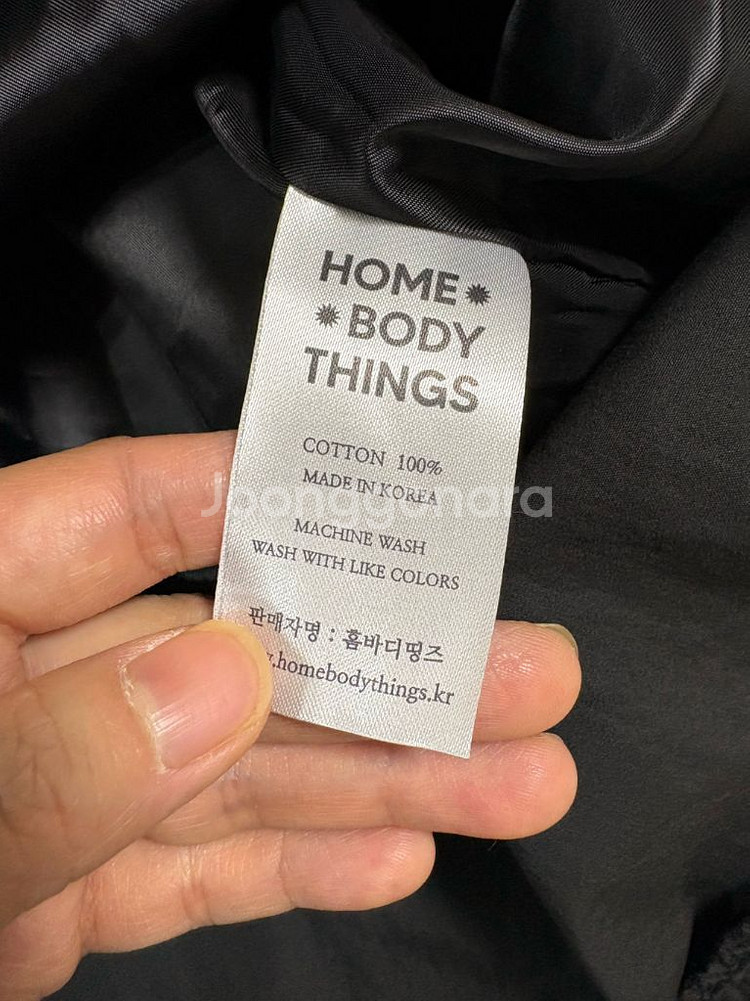 HOME✹
✹BODY
THINGS
COTTON 100%
MADE IN KOREA
Joonggonara
MACHINE WASH
WASH WITH LIKE COLORS
판매자명 : 홈바디띵즈
.homebodythings.kr